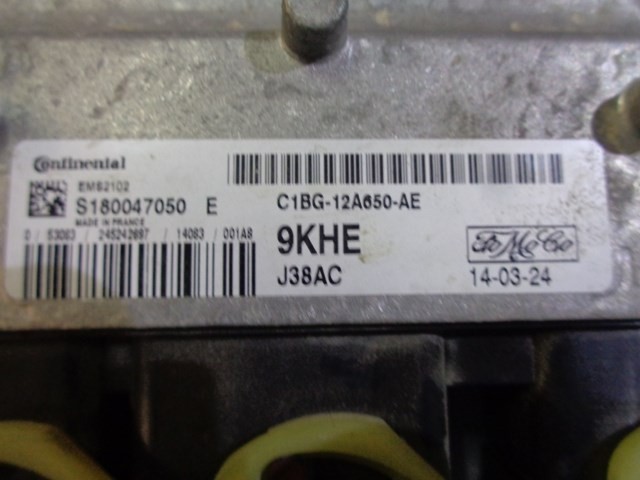 Continental
EMS2102
S180047050 E
MADE IN FRANCE
0 / S3063 / 245242697 / 14083 / 001A8
C1BG-12A650-AE
9KHE
J38AC
FoMoCo
14-03-24